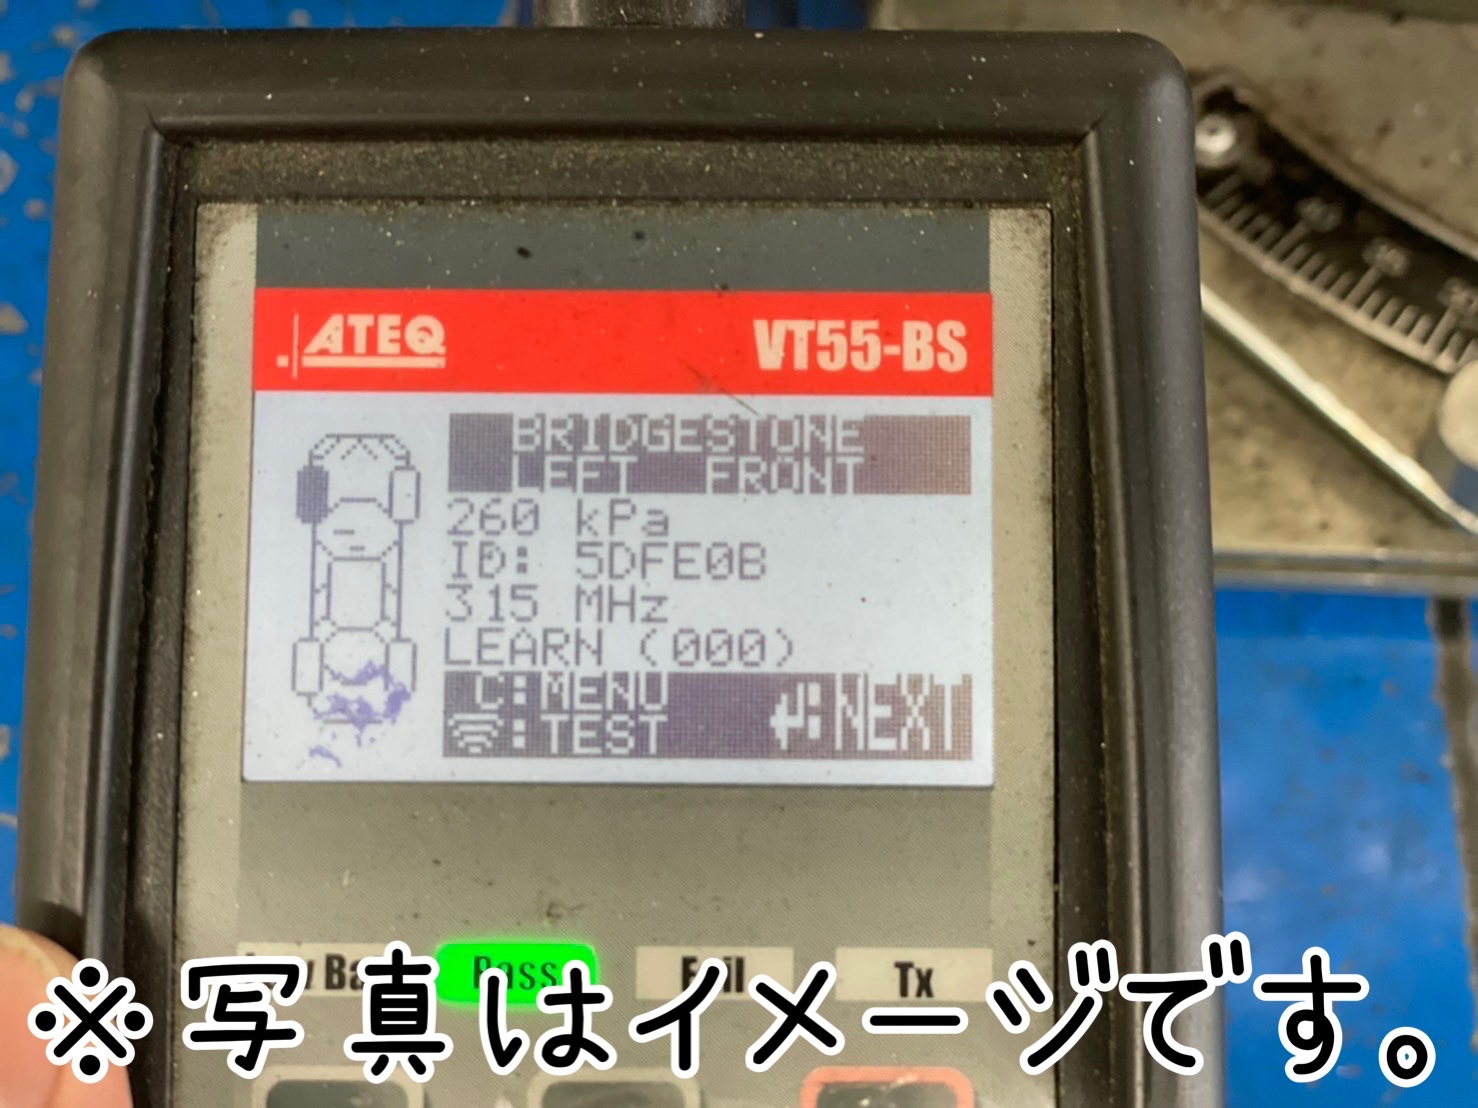 ATEQ VT55-BS
BRIDGESTONE
LEFT FRONT
260 kPa
ID: 5DFE0B
315 MHz
LEARN (000)
C:MENU
:TEST
↵:NEXT
Pass Fail Tx
※写真はイメージです。
40